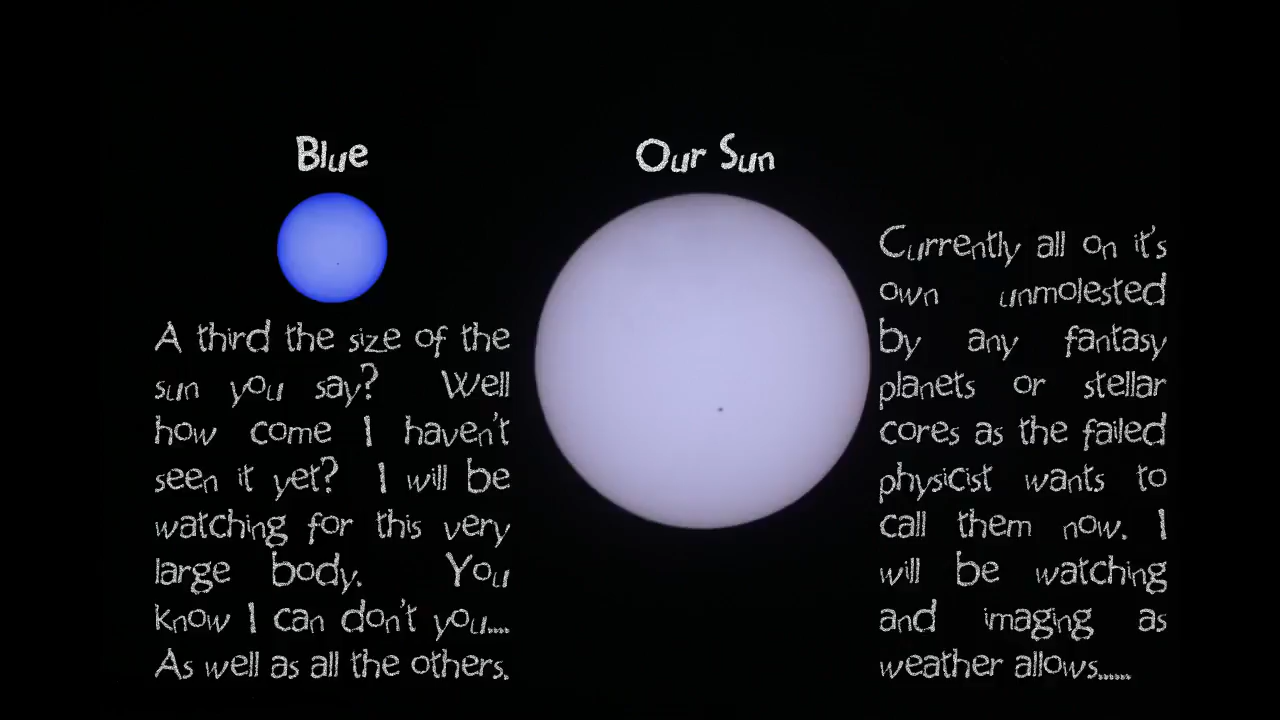 Blue
A third the size of the
sun you say? Well
how come I haven't
seen it yet? I will be
watching for this very
large body. You
know I can don't you....
As well as all the others.
Our Sun
Currently all on it's
own unmolested
by any fantasy
planets or stellar
cores as the failed
physicist wants to
call them now. I
will be watching
and imaging as
weather allows......